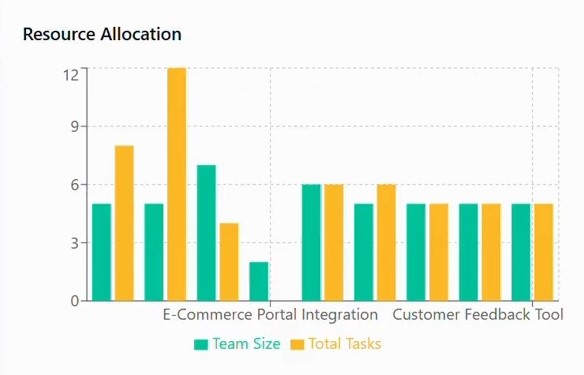 Resource Allocation
12
9
6
3
0
E-Commerce Portal Integration Customer Feedback Tool
Team Size Total Tasks